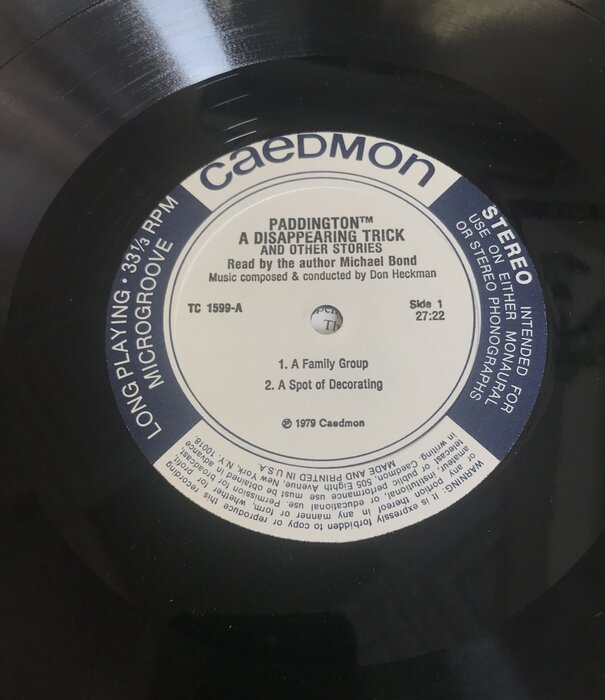 CAEDMON
PADDINGTON™
A DISAPPEARING TRICK
AND OTHER STORIES
Read by the author Michael Bond
Music composed & conducted by Don Heckman
TC 1599-A
Side 1
27:22
1. A Family Group
2. A Spot of Decorating
℗ 1979 Caedmon
LONG PLAYING • 33⅓ RPM
MICROGROOVE
STEREO INTENDED FOR
USE ON EITHER MONAURAL
OR STEREO PHONOGRAPHS
WARNING: It is expressly forbidden to copy or reproduce this recording
or any portion thereof in any manner or form, whether for profit,
amateur, institutional, or educational use. Permission for broadcast,
telecast or public performance use must be obtained in advance
in writing from Caedmon, 505 Eighth Avenue, New York, N.Y. 10018.
MADE AND PRINTED IN U.S.A.
Th